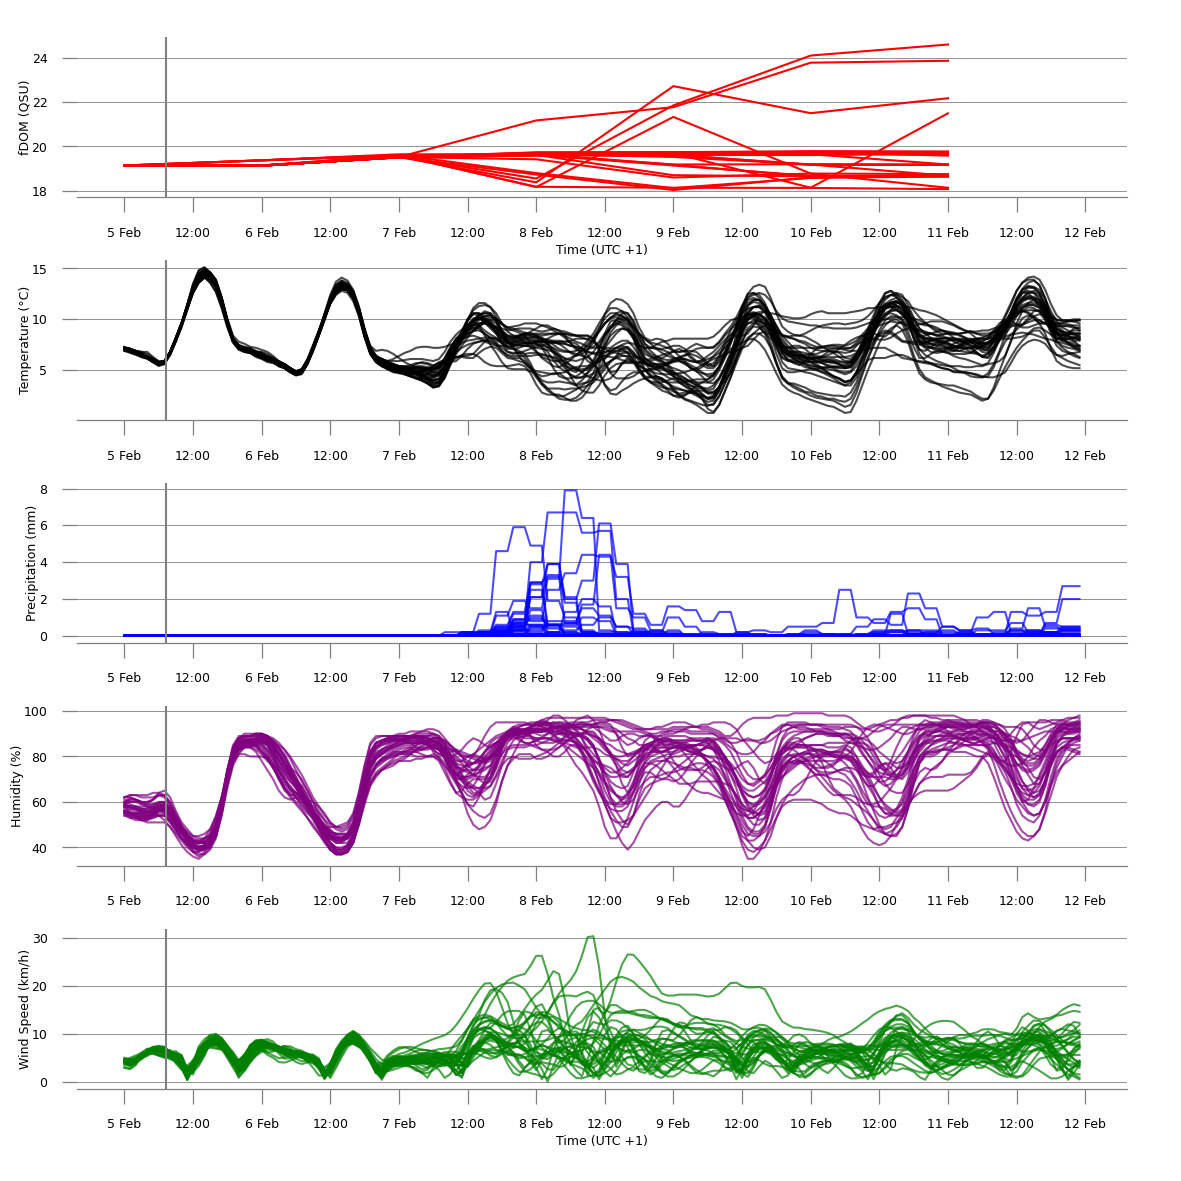 24
22
20
18
fDOM (QSU)
5 Feb 12:00 6 Feb 12:00 7 Feb 12:00 8 Feb 12:00 9 Feb 12:00 10 Feb 12:00 11 Feb 12:00 12 Feb
Time (UTC +1)
15
10
5
Temperature (°C)
5 Feb 12:00 6 Feb 12:00 7 Feb 12:00 8 Feb 12:00 9 Feb 12:00 10 Feb 12:00 11 Feb 12:00 12 Feb
8
6
4
2
0
Precipitation (mm)
5 Feb 12:00 6 Feb 12:00 7 Feb 12:00 8 Feb 12:00 9 Feb 12:00 10 Feb 12:00 11 Feb 12:00 12 Feb
100
80
60
40
Humidity (%)
5 Feb 12:00 6 Feb 12:00 7 Feb 12:00 8 Feb 12:00 9 Feb 12:00 10 Feb 12:00 11 Feb 12:00 12 Feb
30
20
10
0
Wind Speed (km/h)
5 Feb 12:00 6 Feb 12:00 7 Feb 12:00 8 Feb 12:00 9 Feb 12:00 10 Feb 12:00 11 Feb 12:00 12 Feb
Time (UTC +1)